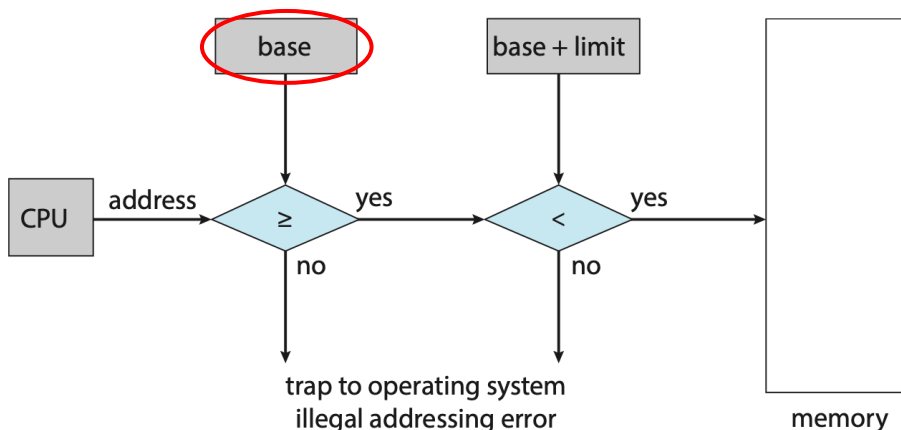 base
base + limit
CPU
address
≥
yes
<
yes
no
no
trap to operating system
illegal addressing error
memory